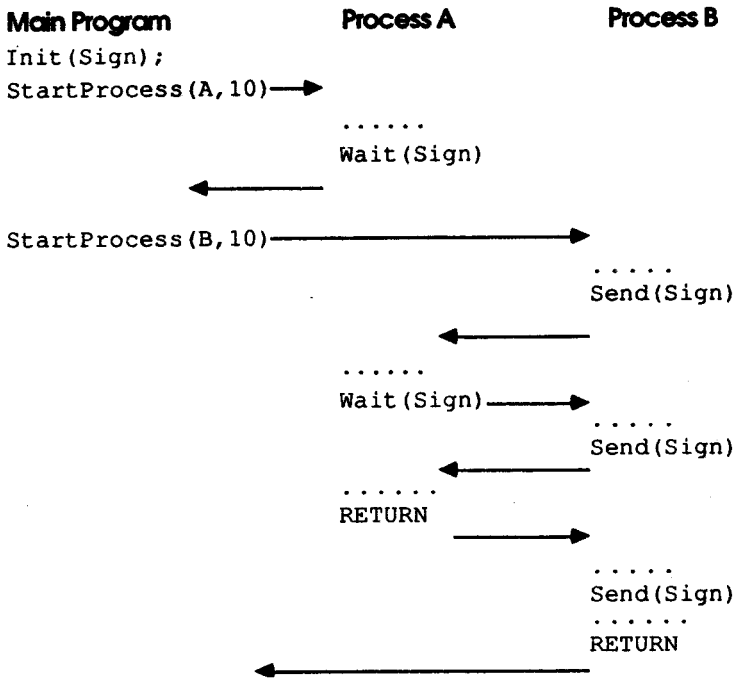 Main Program Process A Process B
Init(Sign);
StartProcess(A,10)
......
Wait(Sign)
StartProcess(B,10)
.....
Send(Sign)
......
Wait(Sign)
.....
Send(Sign)
......
RETURN
.....
Send(Sign)
......
RETURN